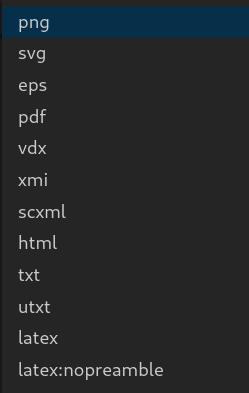 png
svg
eps
pdf
vdx
xmi
scxml
html
txt
utxt
latex
latex:nopreamble